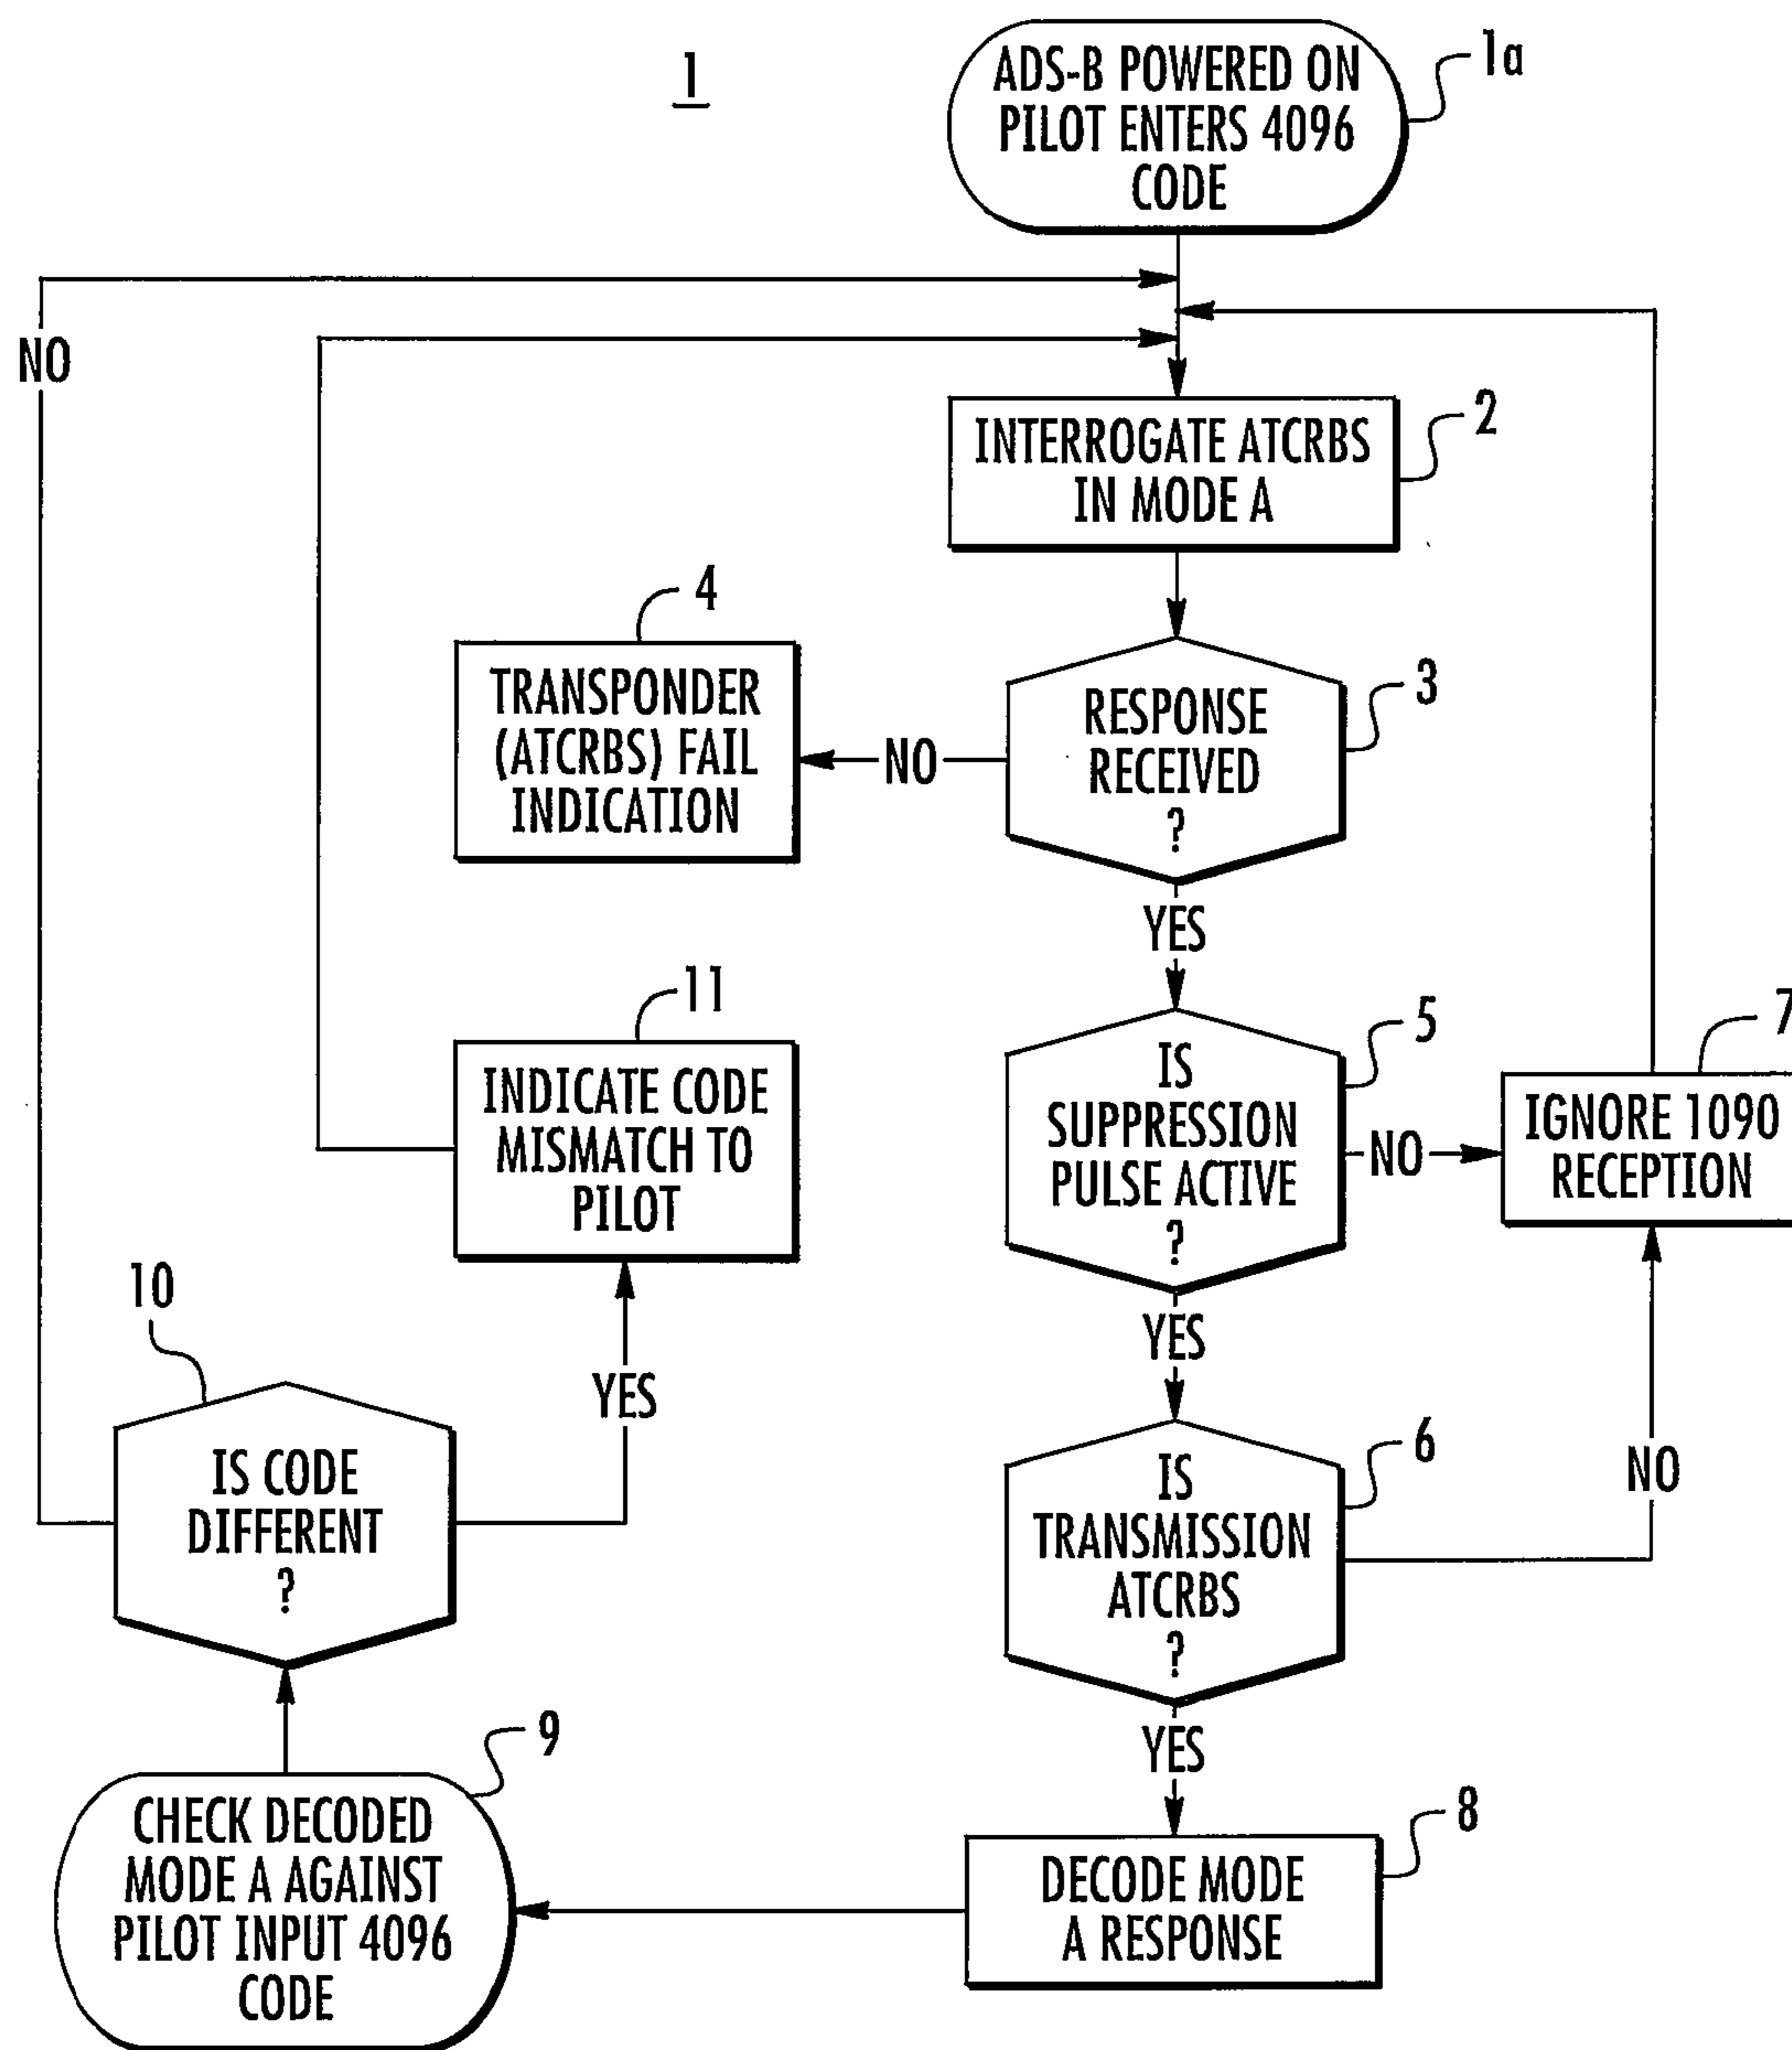 1
ADS-B POWERED ON
PILOT ENTERS 4096
CODE
1a
NO
INTERROGATE ATCRBS
IN MODE A
2
4
TRANSPONDER
(ATCRBS) FAIL
INDICATION
NO
RESPONSE
RECEIVED
?
3
YES
11
INDICATE CODE
MISMATCH TO
PILOT
IS
SUPPRESSION
PULSE ACTIVE
?
5
NO
7
IGNORE 1090
RECEPTION
YES
10
IS CODE
DIFFERENT
?
YES
IS
TRANSMISSION
ATCRBS
?
6
NO
YES
9
CHECK DECODED
MODE A AGAINST
PILOT INPUT 4096
CODE
DECODE MODE
A RESPONSE
8